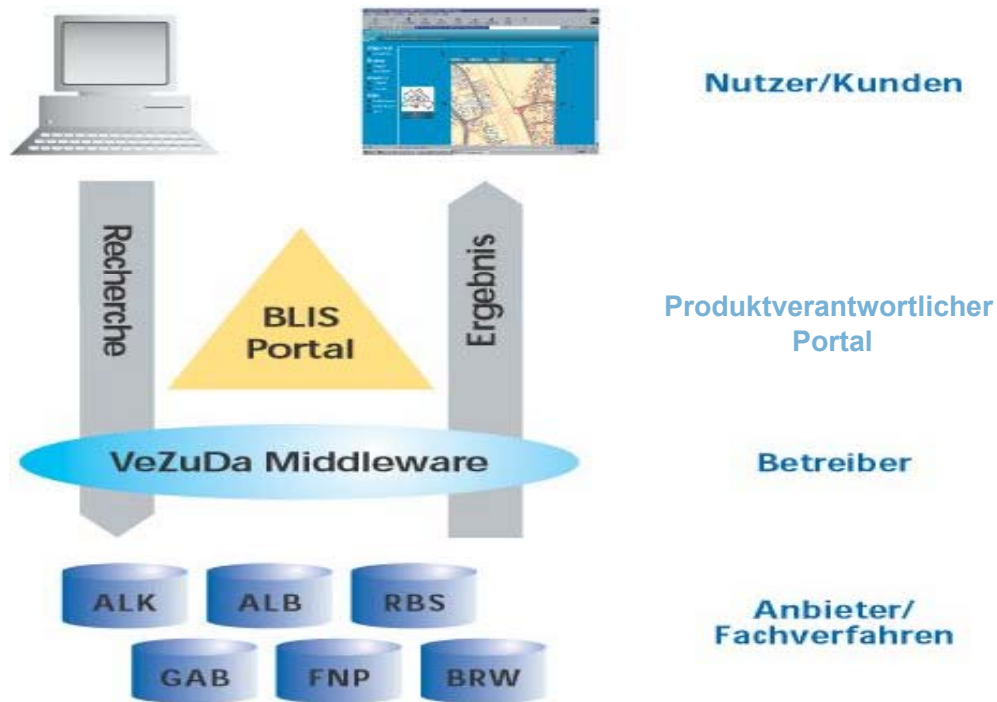 Nutzer/Kunden
Recherche
BLIS
Portal
Ergebnis
Produktverantwortlicher
Portal
VeZuDa Middleware
Betreiber
ALK
ALB
RBS
GAB
FNP
BRW
Anbieter/
Fachverfahren